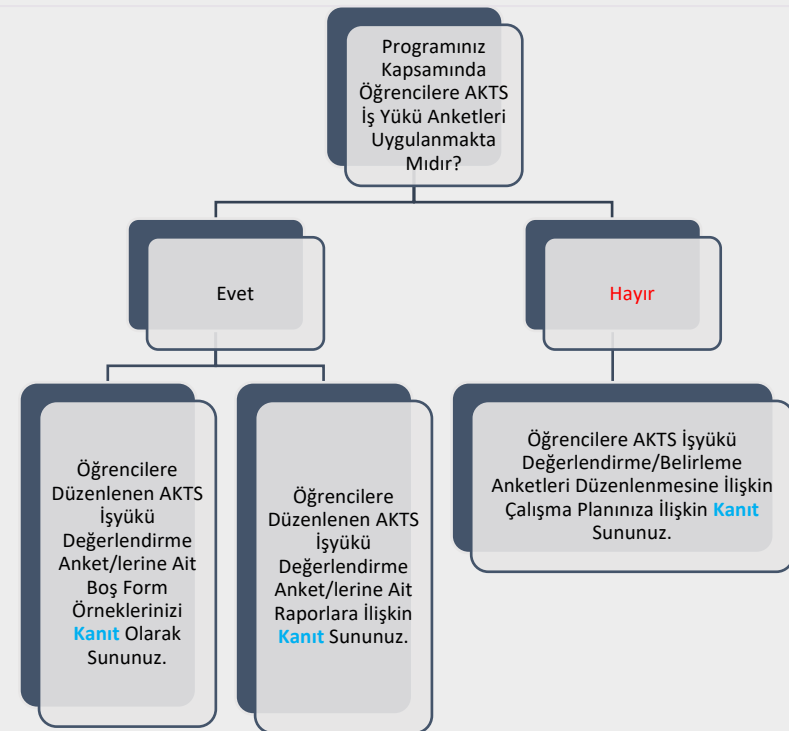 Programınız
Kapsamında
Öğrencilere AKTS
İş Yükü Anketleri
Uygulanmakta
Mıdır?
Evet
Hayır
Öğrencilere
Düzenlenen AKTS
İşyükü
Değerlendirme
Anket/lerine Ait
Boş Form
Örneklerinizi
Kanıt Olarak
Sununuz.
Öğrencilere
Düzenlenen AKTS
İşyükü
Değerlendirme
Anket/lerine Ait
Raporlara İlişkin
Kanıt Sununuz.
Öğrencilere AKTS İşyükü
Değerlendirme/Belirleme
Anketleri Düzenlenmesine İlişkin
Çalışma Planınıza İlişkin Kanıt
Sununuz.